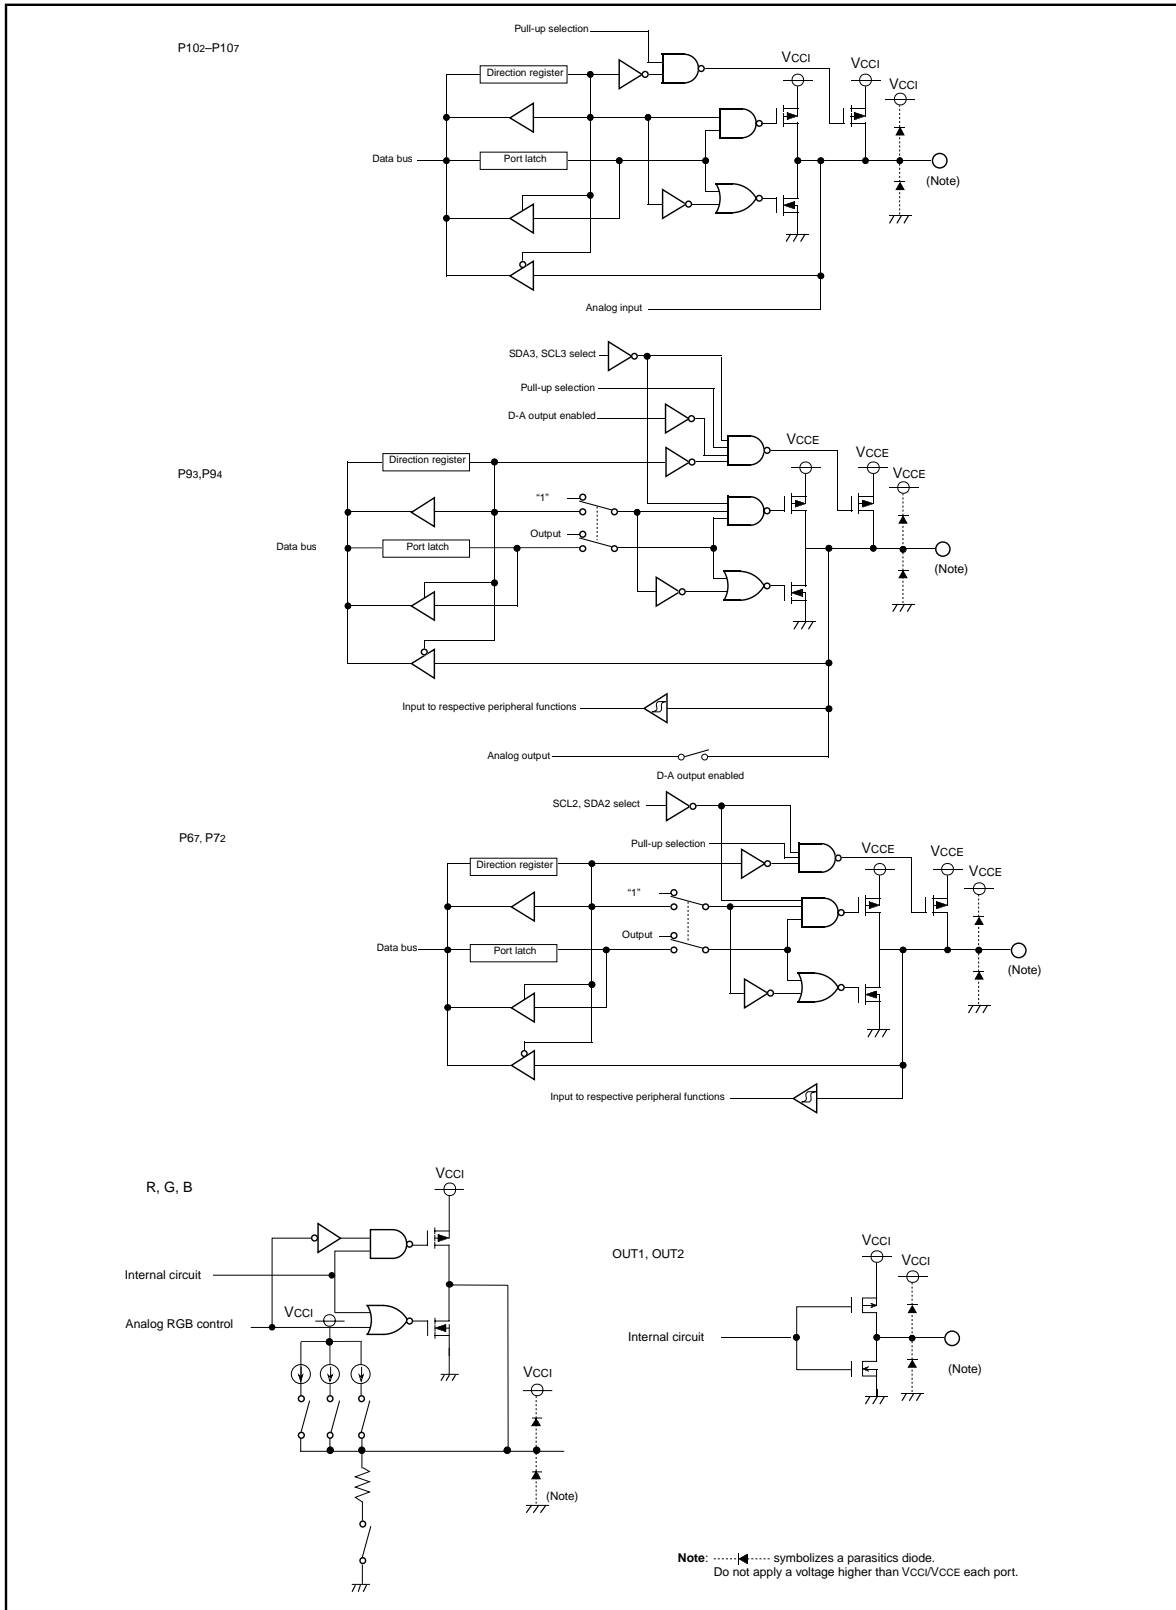 Pull-up selection
P102–P107
VCCI
VCCI
VCCI
Direction register
Data bus
Port latch
(Note)
Analog input
SDA3, SCL3 select
Pull-up selection
D-A output enabled
VCCE
VCCE
VCCE
P93,P94
Direction register
“1”
Output
Data bus
Port latch
(Note)
Input to respective peripheral functions
Analog output
D-A output enabled
SCL2, SDA2 select
P67, P72
Pull-up selection
VCCE
VCCE
VCCE
Direction register
“1”
Output
Data bus
Port latch
(Note)
Input to respective peripheral functions
R, G, B
VCCI
Internal circuit
VCCI
Analog RGB control
VCCI
(Note)
OUT1, OUT2
VCCI
VCCI
Internal circuit
(Note)
Note: symbolizes a parasitics diode.
Do not apply a voltage higher than VCCI/VCCE each port.